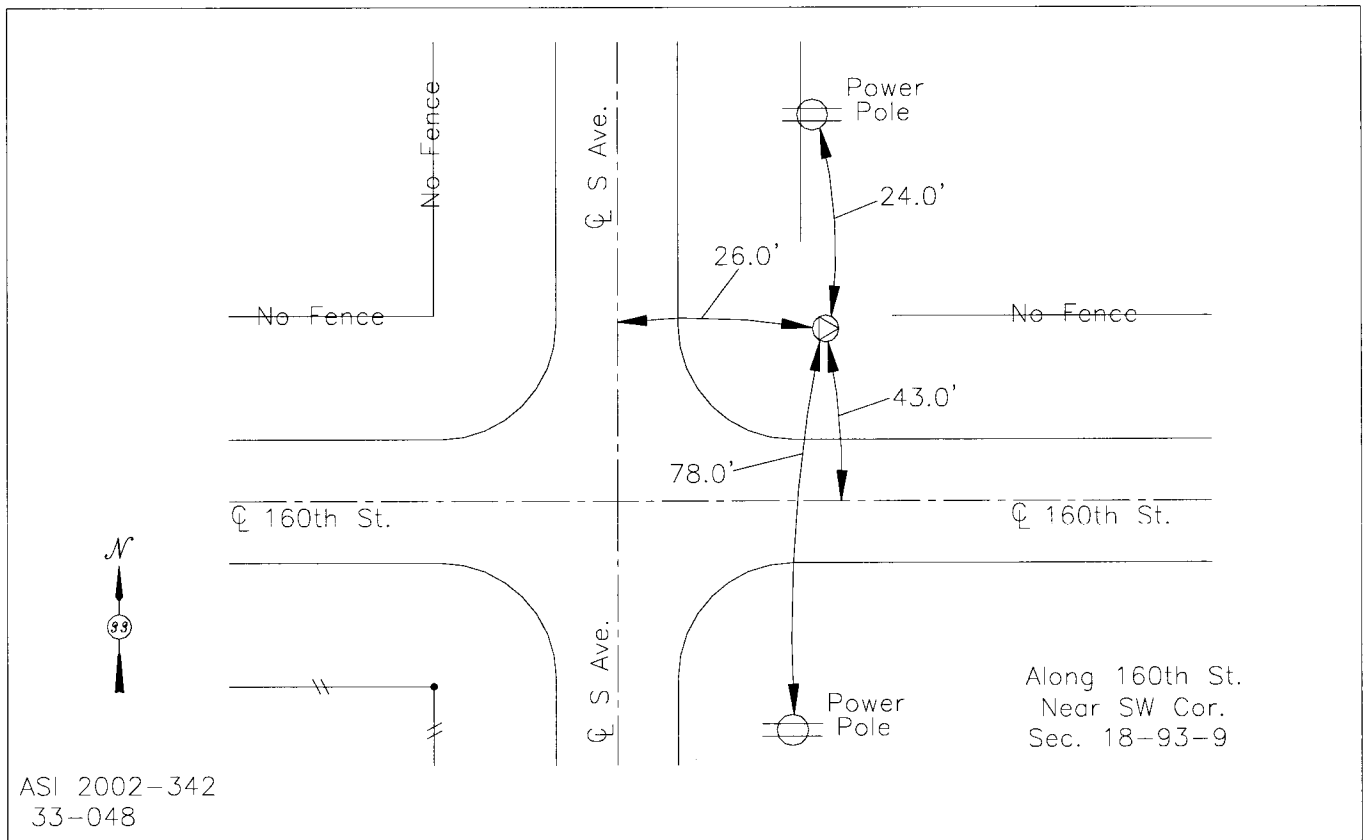 Power
Pole
No Fence
℄ S Ave.
24.0'
26.0'
No Fence
No Fence
43.0'
78.0'
℄ 160th St.
℄ 160th St.
N
℄ S Ave.
Power
Pole
Along 160th St.
Near SW Cor.
Sec. 18-93-9
ASI 2002-342
33-048